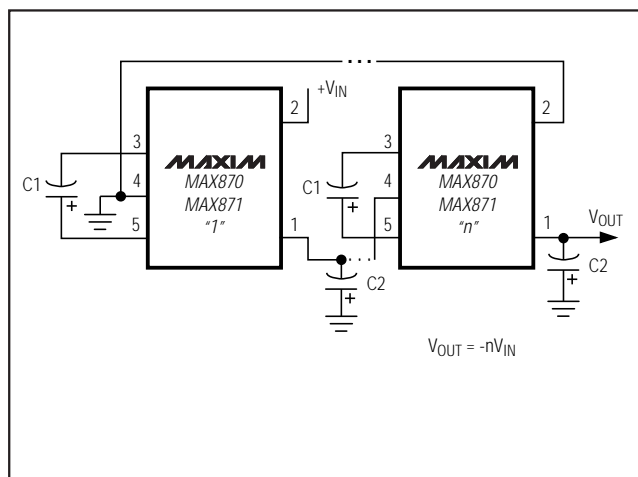 +VIN
2
3
MAXIM
MAX870
MAX871
"1"
4
5
1
C1
+
C2
+
2
3
MAXIM
MAX870
MAX871
"n"
4
5
1
C1
+
VOUT
C2
+
VOUT = -nVIN